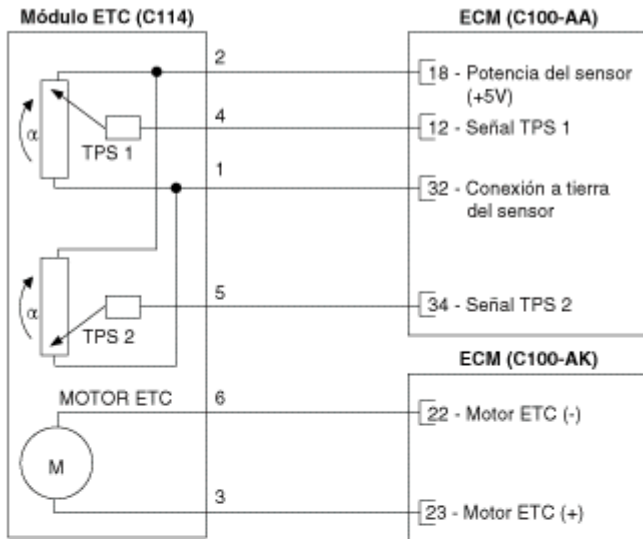 Módulo ETC (C114)
ECM (C100-AA)
2
18 - Potencia del sensor
(+5V)
4
12 - Señal TPS 1
α
TPS 1
1
32 - Conexión a tierra
del sensor
5
34 - Señal TPS 2
α
TPS 2
ECM (C100-AK)
MOTOR ETC
6
22 - Motor ETC (-)
M
3
23 - Motor ETC (+)